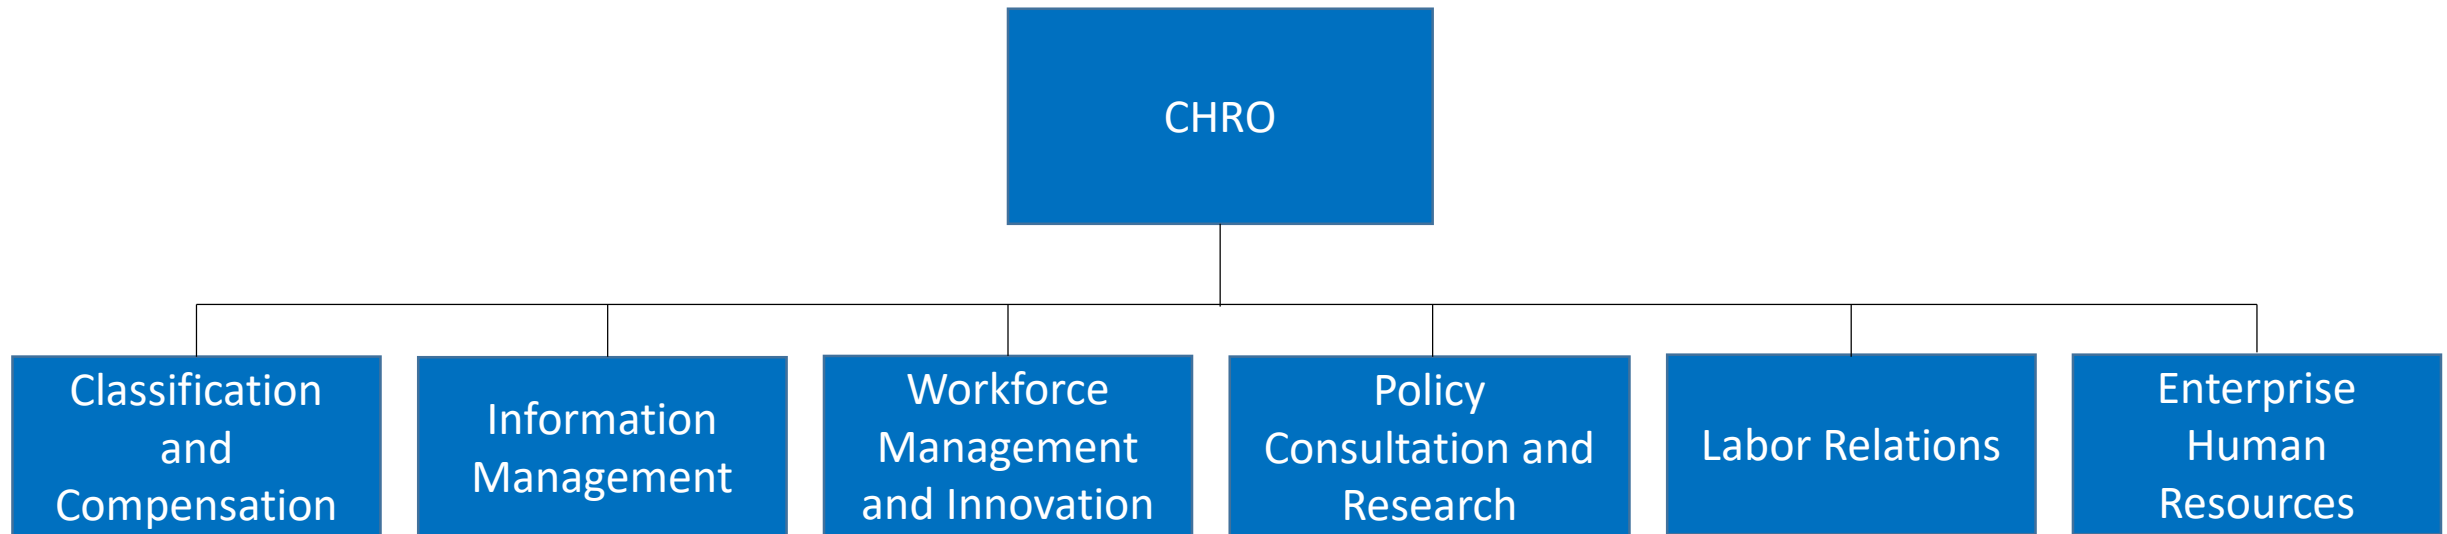 CHRO
Classification
and
Compensation
Information
Management
Workforce
Management
and Innovation
Policy
Consultation and
Research
Labor Relations
Enterprise
Human
Resources